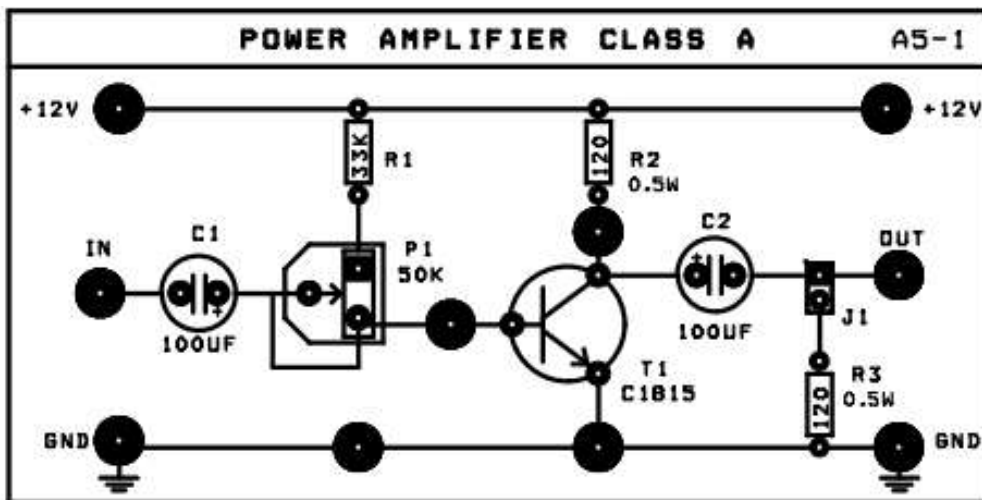 POWER AMPLIFIER CLASS A A5-1
+12V +12V
33K R1
120 R2
0.5W
C1
IN
P1
50K
C2
OUT
+
+
100UF
100UF
J1
T1
C1815
R3
0.5W
120
GND GND